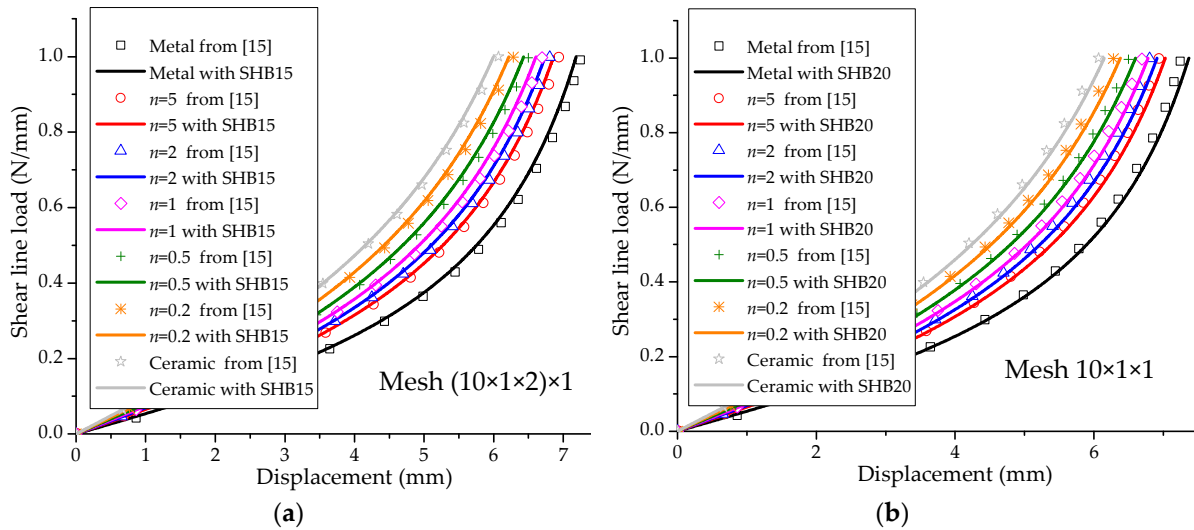 Metal from [15]
Metal with SHB15
n=5 from [15]
n=5 with SHB15
n=2 from [15]
n=2 with SHB15
n=1 from [15]
n=1 with SHB15
n=0.5 from [15]
n=0.5 with SHB15
n=0.2 from [15]
n=0.2 with SHB15
Ceramic from [15]
Ceramic with SHB15
Mesh (10×1×2)×1
Shear line load (N/mm)
1.0
0.8
0.6
0.4
0.2
0.0
0 1 2 3 4 5 6 7
Displacement (mm)
(a)
Metal from [15]
Metal with SHB20
n=5 from [15]
n=5 with SHB20
n=2 from [15]
n=2 with SHB20
n=1 from [15]
n=1 with SHB20
n=0.5 from [15]
n=0.5 with SHB20
n=0.2 from [15]
n=0.2 with SHB20
Ceramic from [15]
Ceramic with SHB20
Mesh 10×1×1
Shear line load (N/mm)
1.0
0.8
0.6
0.4
0.2
0.0
0 2 4 6
Displacement (mm)
(b)